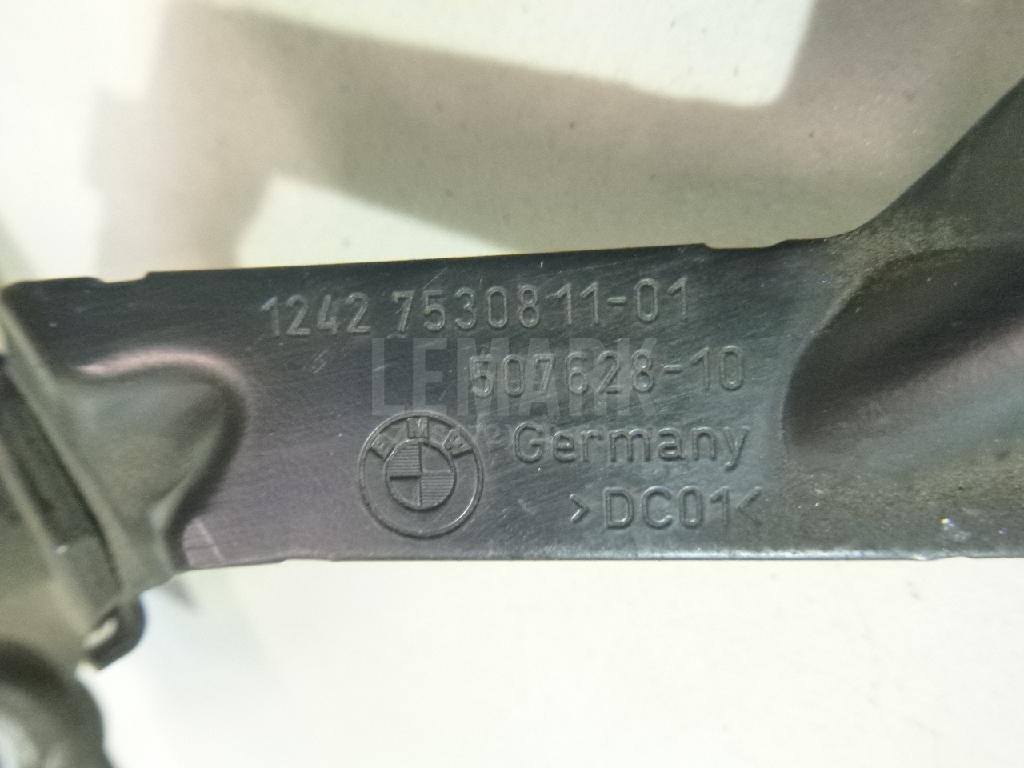 1242 7530811-01
507628-10
LEMARK
BMW
Germany
>DC01<